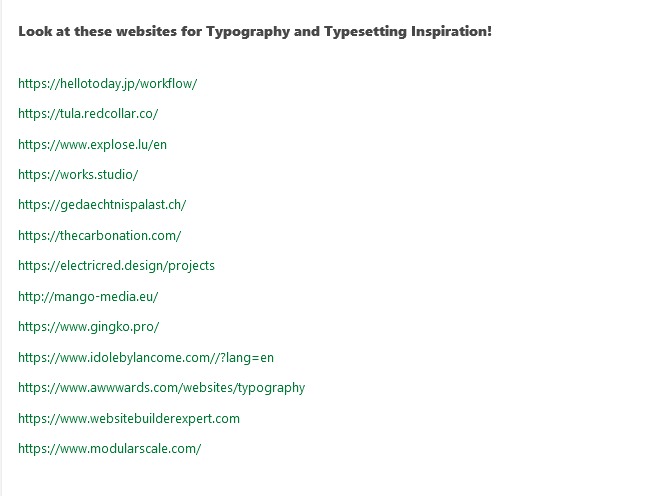 Look at these websites for Typography and Typesetting Inspiration!
https://hellotoday.jp/workflow/
https://tula.redcollar.co/
https://www.explose.lu/en
https://works.studio/
https://gedaechtnispalast.ch/
https://thecarbonation.com/
https://electricred.design/projects
http://mango-media.eu/
https://www.gingko.pro/
https://www.idolebylancome.com//?lang=en
https://www.awwwards.com/websites/typography
https://www.websitebuilderexpert.com
https://www.modularscale.com/